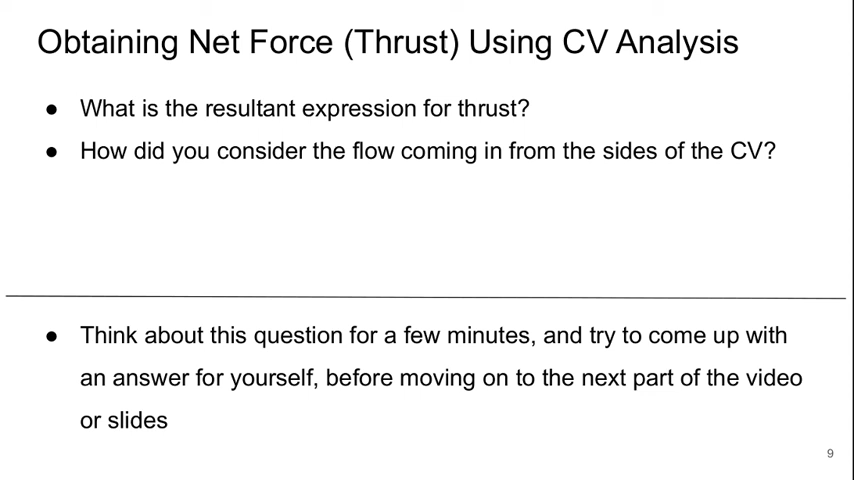 Obtaining Net Force (Thrust) Using CV Analysis
● What is the resultant expression for thrust?
● How did you consider the flow coming in from the sides of the CV?
● Think about this question for a few minutes, and try to come up with
an answer for yourself, before moving on to the next part of the video
or slides
9